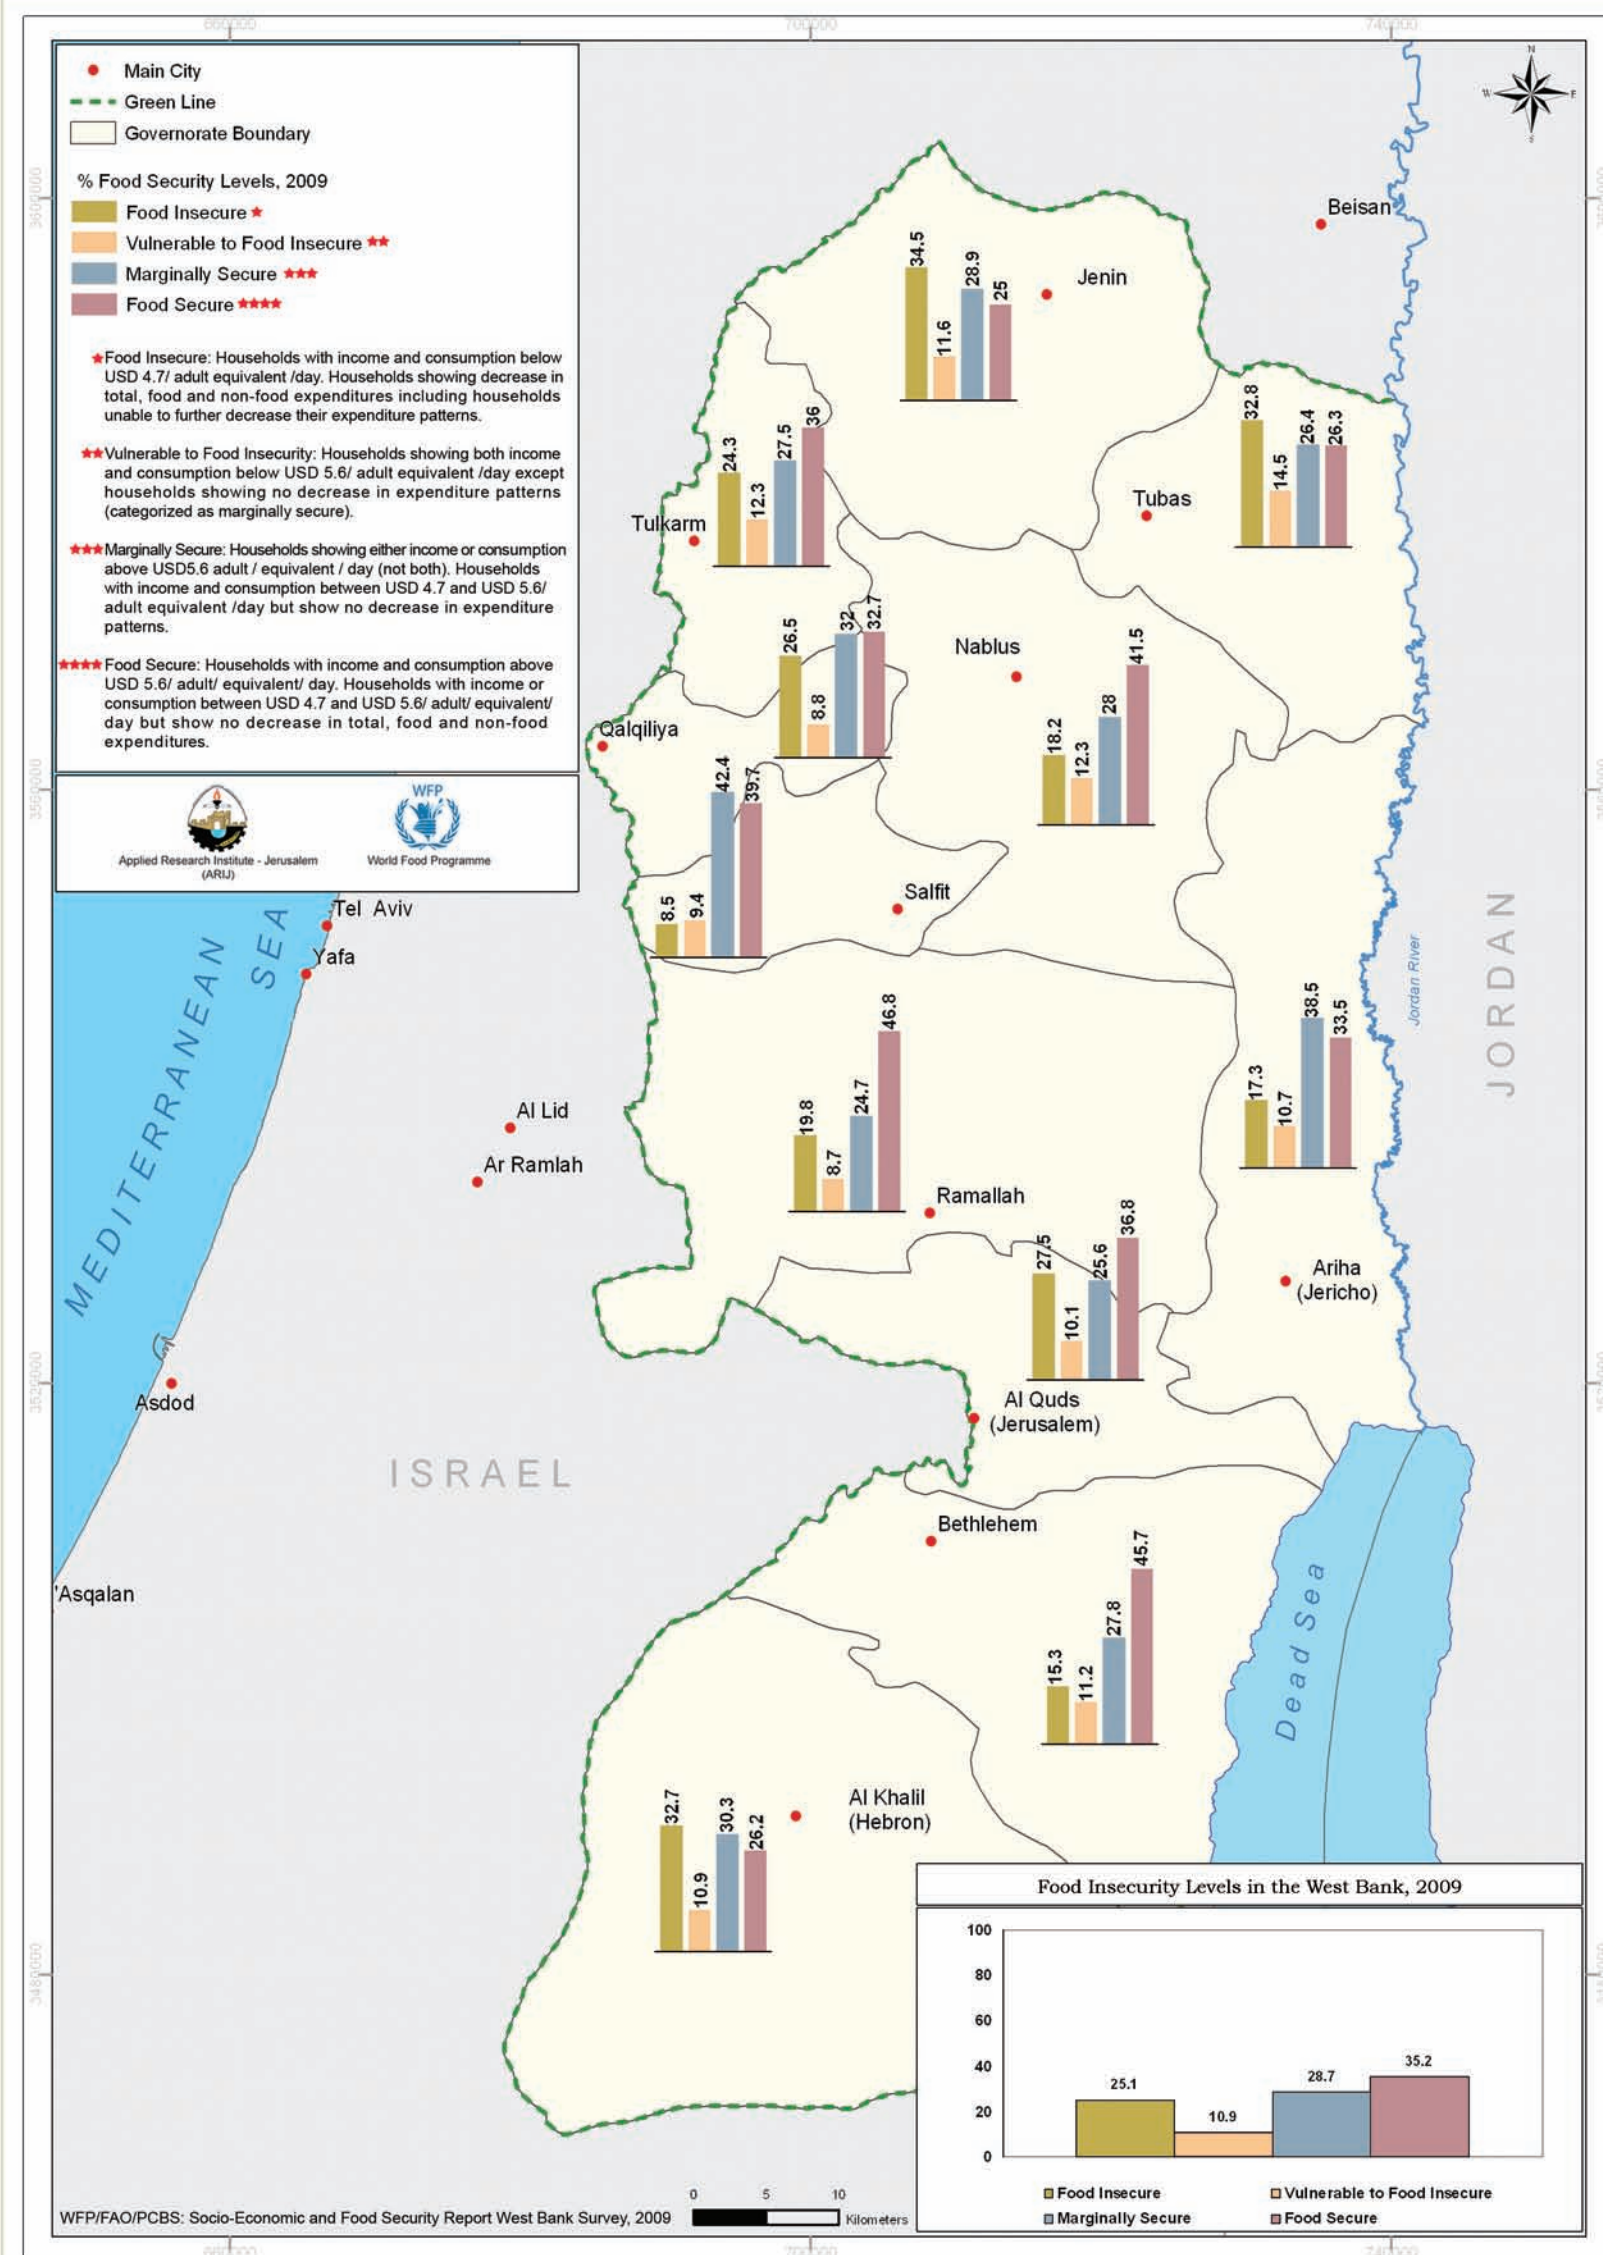 660000
700000
740000
Main City
Green Line
Governorate Boundary
% Food Security Levels, 2009
Food Insecure
Vulnerable to Food Insecure
Marginally Secure
Food Secure
Food Insecure: Households with income and consumption below
USD 4.7/ adult equivalent /day. Households showing decrease in
total, food and non-food expenditures including households
unable to further decrease their expenditure patterns.
Vulnerable to Food Insecurity: Households showing both income
and consumption below USD 5.6/ adult equivalent /day except
households showing no decrease in expenditure patterns
(categorized as marginally secure).
Marginally Secure: Households showing either income or consumption
above USD5.6 adult / equivalent / day (not both). Households
with income and consumption between USD 4.7 and USD 5.6/
adult equivalent /day but show no decrease in expenditure
patterns.
Food Secure: Households with income and consumption above
USD 5.6/ adult/ equivalent/ day. Households with income or
consumption between USD 4.7 and USD 5.6/ adult/ equivalent/
day but show no decrease in total, food and non-food
expenditures.
Applied Research Institute - Jerusalem
(ARIJ)
WFP
World Food Programme
N
W
E
S
3600000
3560000
3520000
3480000
Beisan
34.5
11.6
28.9
25
Jenin
32.8
14.5
26.4
26.3
Tubas
24.3
12.3
27.5
36
Tulkarm
26.5
8.8
32
32.7
Qalqiliya
Nablus
18.2
12.3
28
41.5
8.5
9.4
42.4
39.7
Salfit
Tel Aviv
Yafa
MEDITERRANEAN
SEA
JORDAN
Jordan River
17.3
10.7
38.5
33.5
19.8
8.7
24.7
46.8
Al Lid
Ar Ramlah
Ramallah
27.5
10.1
25.6
36.8
Ariha
(Jericho)
Asdod
Al Quds
(Jerusalem)
ISRAEL
Bethlehem
15.3
11.2
27.8
45.7
Dead Sea
'Asqalan
Al Khalil
(Hebron)
32.7
10.9
30.3
26.2
Food Insecurity Levels in the West Bank, 2009
100
80
60
40
20
0
25.1
10.9
28.7
35.2
Food Insecure
Vulnerable to Food Insecure
Marginally Secure
Food Secure
WFP/FAO/PCBS: Socio-Economic and Food Security Report West Bank Survey, 2009
0 5 10
Kilometers
660000
700000
740000